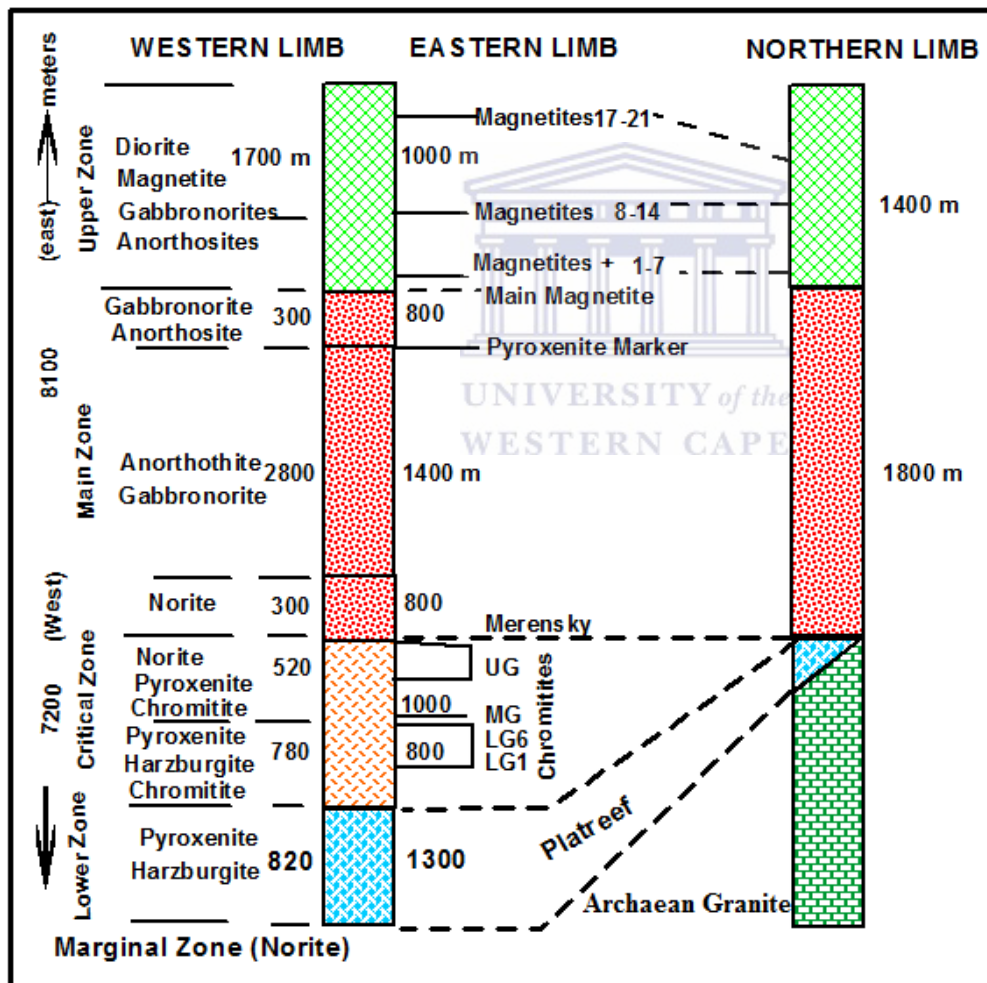 WESTERN LIMB
EASTERN LIMB
NORTHERN LIMB
meters
(east)
8100
(West)
7200
Upper Zone
Diorite
Magnetite
Gabbronorites
Anorthosites
1700 m
1000 m
Magnetites 17-21
Magnetites 8-14
Magnetites + 1-7
Main Magnetite
1400 m
Gabbronorite
Anorthosite
300
800
Pyroxenite Marker
UNIVERSITY of the
WESTERN CAPE
Main Zone
Anorthothite
Gabbronorite
2800
1400 m
1800 m
Norite
300
800
Merensky
Critical Zone
Norite
Pyroxenite
Chromitite
520
1000
UG
MG
LG6
LG1
Chromitites
Pyroxenite
Harzburgite
Chromitite
780
800
Lower Zone
Pyroxenite
Harzburgite
820
1300
Platreef
Archaean Granite
Marginal Zone (Norite)